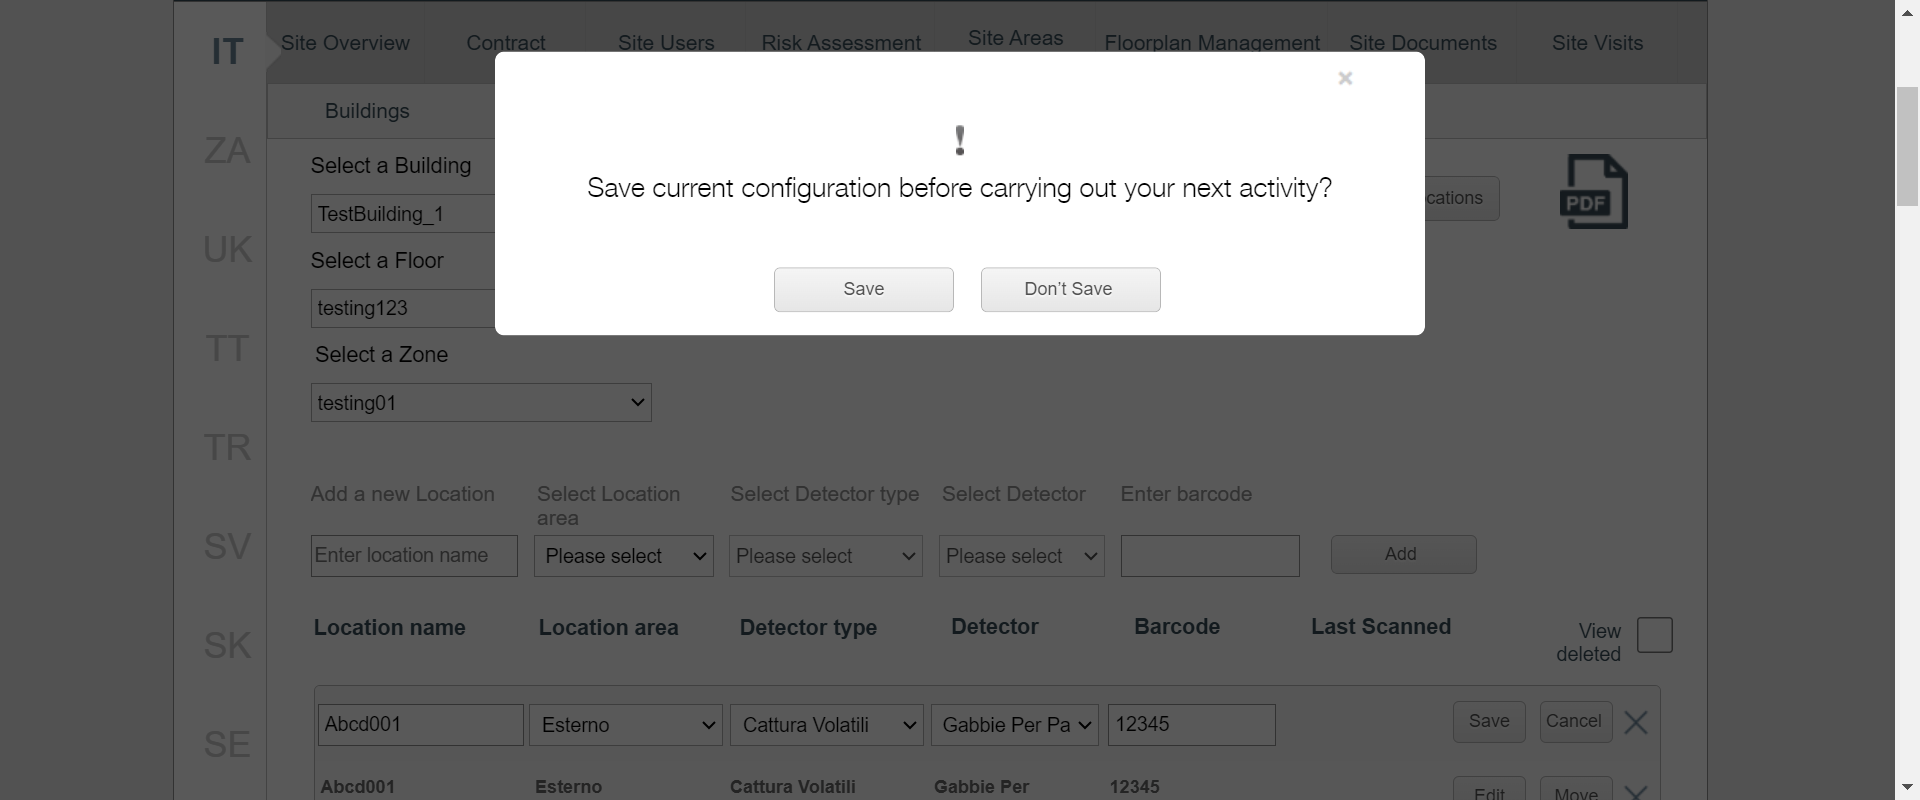 IT
Site Overview
Contract
Site Users
Risk Assessment
Site Areas
Floorplan Management
Site Documents
Site Visits
Buildings
ZA
UK
TT
TR
SV
SK
SE
Save current configuration before carrying out your next activity?
Save
Don't Save
cations
PDF
Select a Building
TestBuilding_1
Select a Floor
testing123
Select a Zone
testing01
Add a new Location
Select Location
area
Select Detector type
Select Detector
Enter barcode
Enter location name
Please select
Please select
Please select
Add
Location name
Location area
Detector type
Detector
Barcode
Last Scanned
View
deleted
Abcd001
Esterno
Cattura Volatili
Gabbie Per Pa
12345
Save
Cancel
Abcd001
Esterno
Cattura Volatili
Gabbie Per
12345
Edit
Move